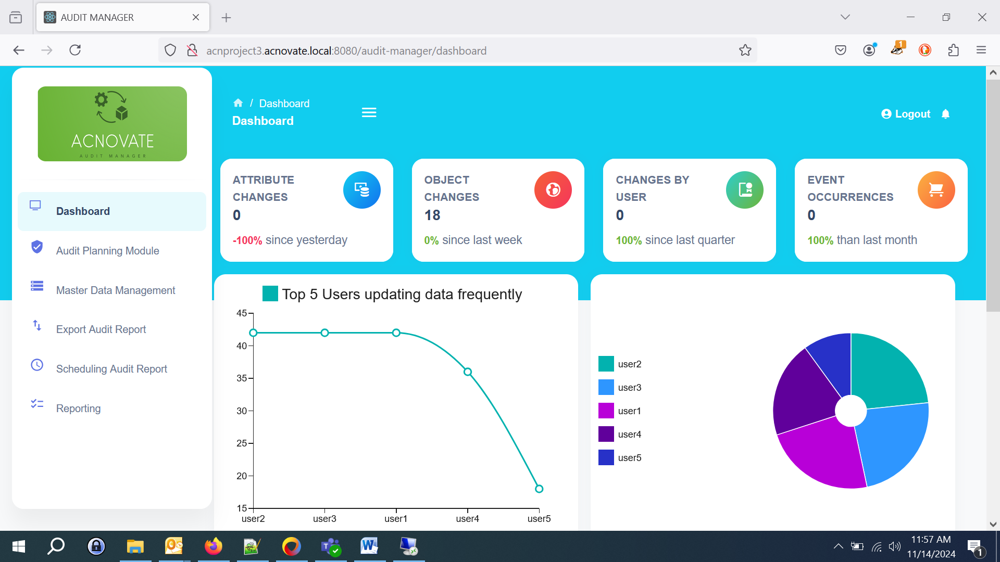 AUDIT MANAGER
acnproject3.acnovate.local:8080/audit-manager/dashboard
1
ACNOVATE
AUDIT MANAGER
Dashboard
Audit Planning Module
Master Data Management
Export Audit Report
Scheduling Audit Report
Reporting
/ Dashboard
Dashboard
Logout
ATTRIBUTE
CHANGES
0
-100% since yesterday
OBJECT
CHANGES
18
0% since last week
CHANGES BY
USER
0
100% since last quarter
EVENT
OCCURRENCES
0
100% than last month
Top 5 Users updating data frequently
45
40
35
30
25
20
15
user2 user3 user1 user4 user5
user2
user3
user1
user4
user5
11:57 AM
11/14/2024
1